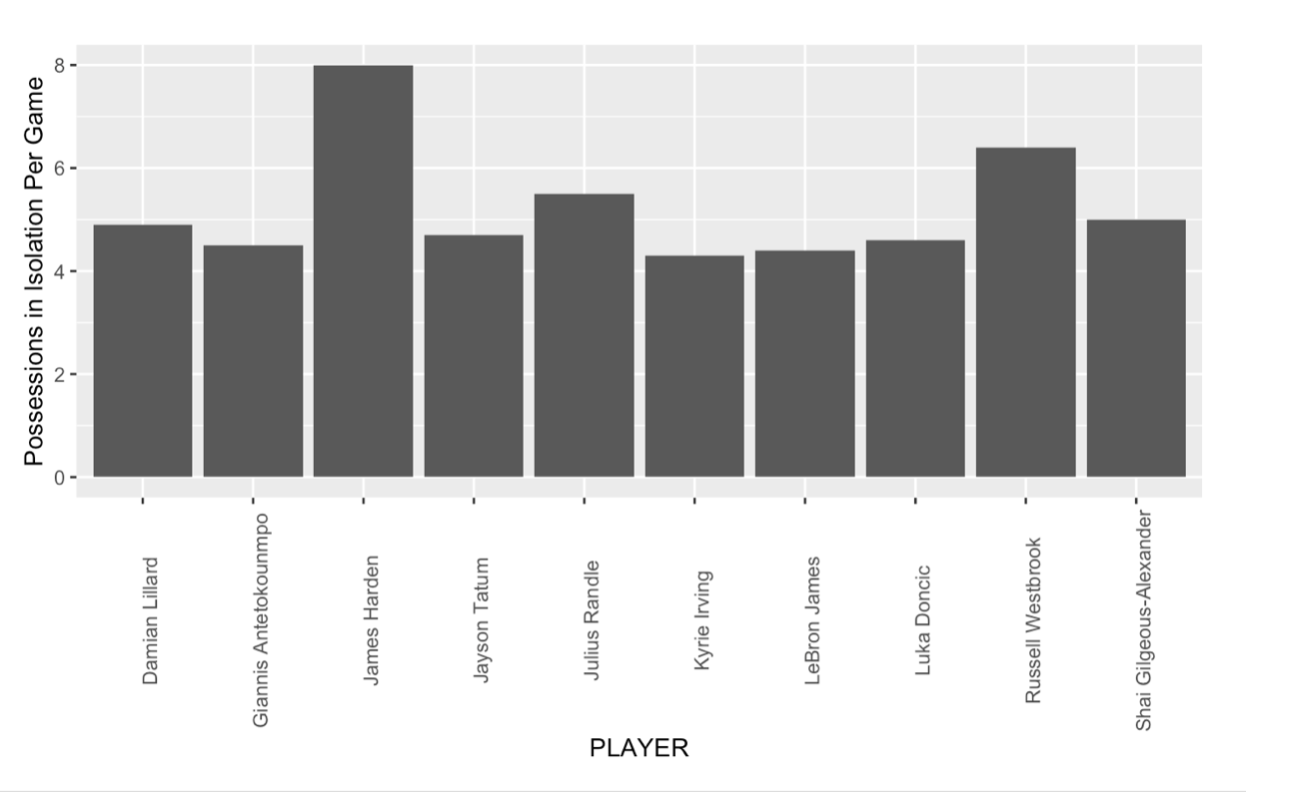 Possessions in Isolation Per Game
8
6
4
2
0
Damian Lillard
Giannis Antetokounmpo
James Harden
Jayson Tatum
Julius Randle
Kyrie Irving
LeBron James
Luka Doncic
Russell Westbrook
Shai Gilgeous-Alexander
PLAYER